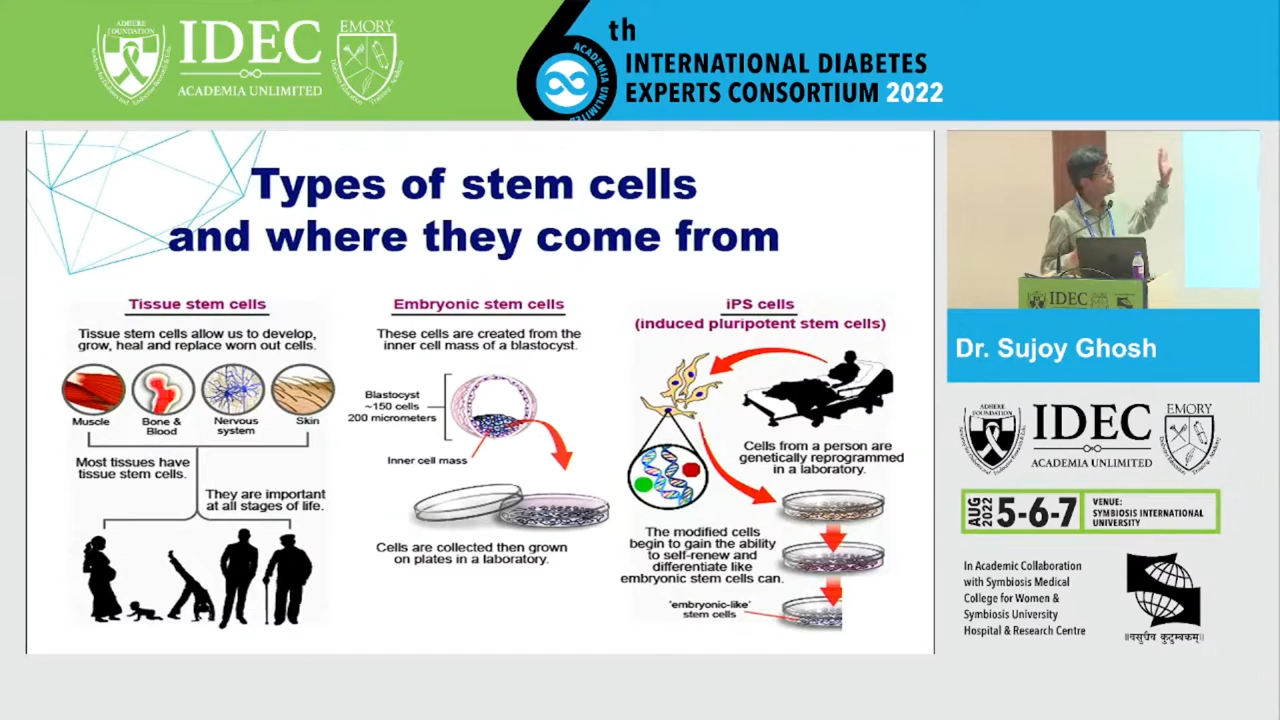 ADHERE
FOUNDATION
IDEC
ACADEMIA UNLIMITED
EMORY
6th
ACADEMIA UNLIMITED
INTERNATIONAL DIABETES
EXPERTS CONSORTIUM 2022
Types of stem cells
and where they come from
Tissue stem cells
Tissue stem cells allow us to develop,
grow, heal and replace worn out cells.
Muscle
Bone &
Blood
Nervous
system
Skin
Most tissues have
tissue stem cells.
They are important
at all stages of life.
Embryonic stem cells
These cells are created from the
inner cell mass of a blastocyst.
Blastocyst
~150 cells
200 micrometers
Inner cell mass
Cells are collected then grown
on plates in a laboratory.
iPS cells
(induced pluripotent stem cells)
Cells from a person are
genetically reprogrammed
in a laboratory.
The modified cells
begin to gain the ability
to self-renew and
differentiate like
embryonic stem cells can.
'embryonic-like'
stem cells
IDEC
Dr. Sujoy Ghosh
ADHERE
FOUNDATION
IDEC
ACADEMIA UNLIMITED
EMORY
AUG
2022
5-6-7
VENUE:
SYMBIOSIS INTERNATIONAL
UNIVERSITY
In Academic Collaboration
with Symbiosis Medical
College for Women &
Symbiosis University
Hospital & Research Centre
॥वसुधैव कुटुम्बकम्॥